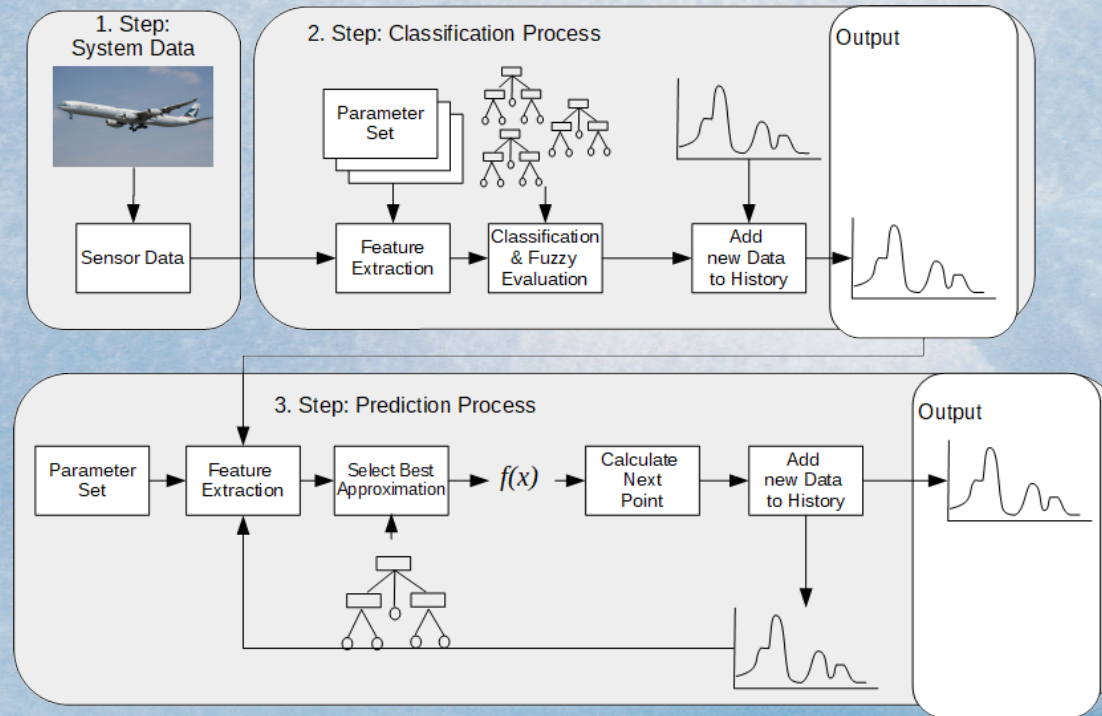 1. Step:
System Data
Sensor Data
2. Step: Classification Process
Parameter
Set
Feature
Extraction
Classification
& Fuzzy
Evaluation
Add
new Data
to History
Output
3. Step: Prediction Process
Parameter
Set
Feature
Extraction
Select Best
Approximation
f(x)
Calculate
Next
Point
Add
new Data
to History
Output